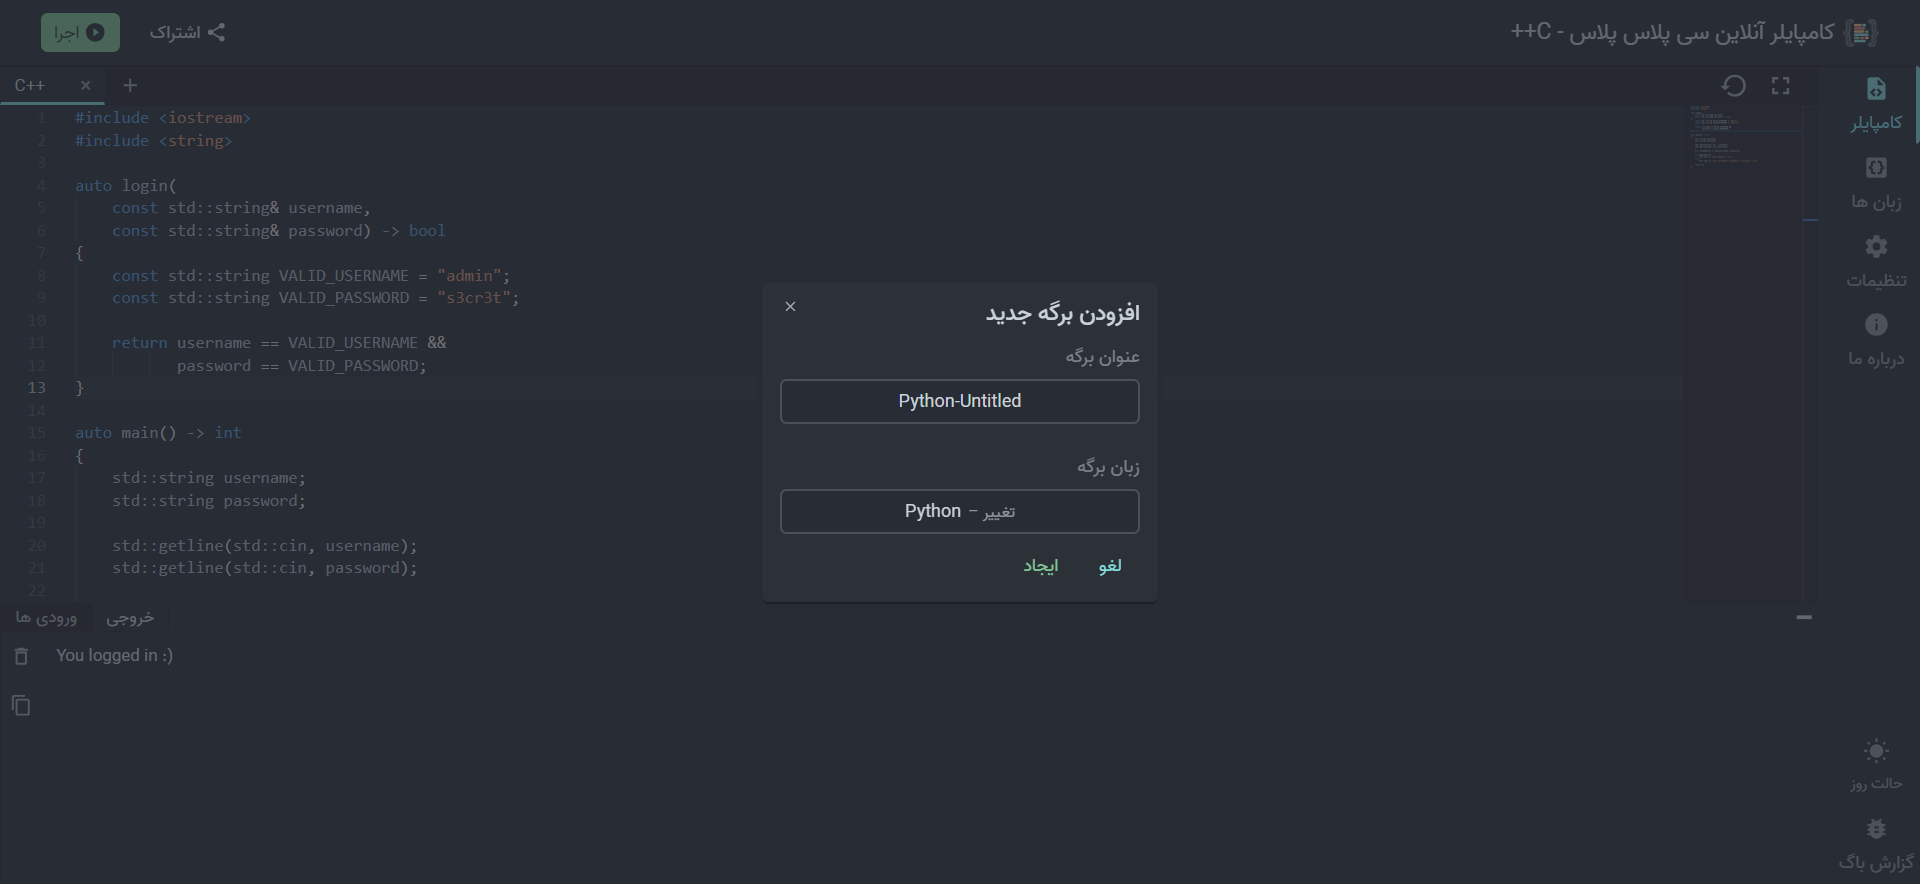 کامپایلر آنلاین سی پلاس پلاس - C++
اشتراک
اجرا
C++
1 #include <iostream>
2 #include <string>
3
4 auto login(
5 const std::string& username,
6 const std::string& password) -> bool
7 {
8 const std::string VALID_USERNAME = "admin";
9 const std::string VALID_PASSWORD = "s3cr3t";
10
11 return username == VALID_USERNAME &&
12 password == VALID_PASSWORD;
13 }
14
15 auto main() -> int
16 {
17 std::string username;
18 std::string password;
19
20 std::getline(std::cin, username);
21 std::getline(std::cin, password);
22
افزودن برگه جدید
عنوان برگه
Python-Untitled
زبان برگه
Python – تغییر
لغو
ایجاد
کامپایلر
زبان ها
تنظیمات
درباره ما
حالت روز
گزارش باگ
ورودی ها
خروجی
You logged in :)